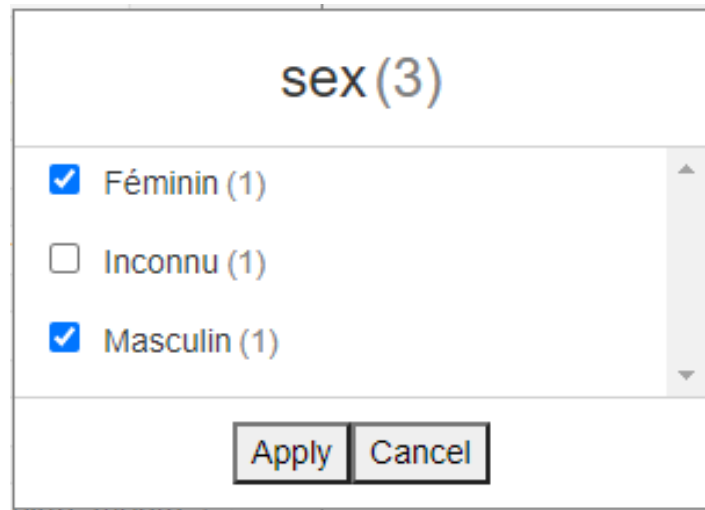 sex (3)
Féminin (1)
Inconnu (1)
Masculin (1)
Apply Cancel